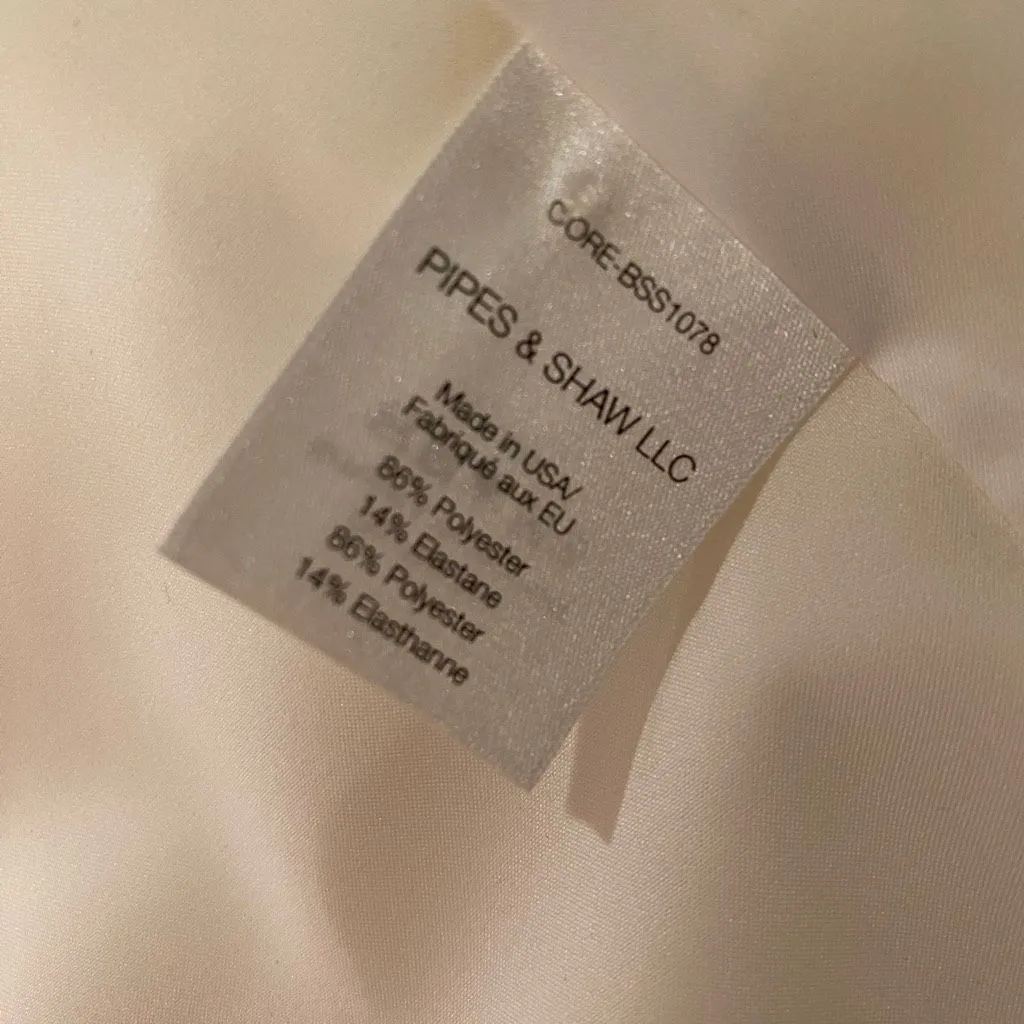 CORE-BSS1078
PIPES & SHAW LLC
Made in USA/
Fabriqué aux EU
86% Polyester
14% Elastane
86% Polyester
14% Elasthanne